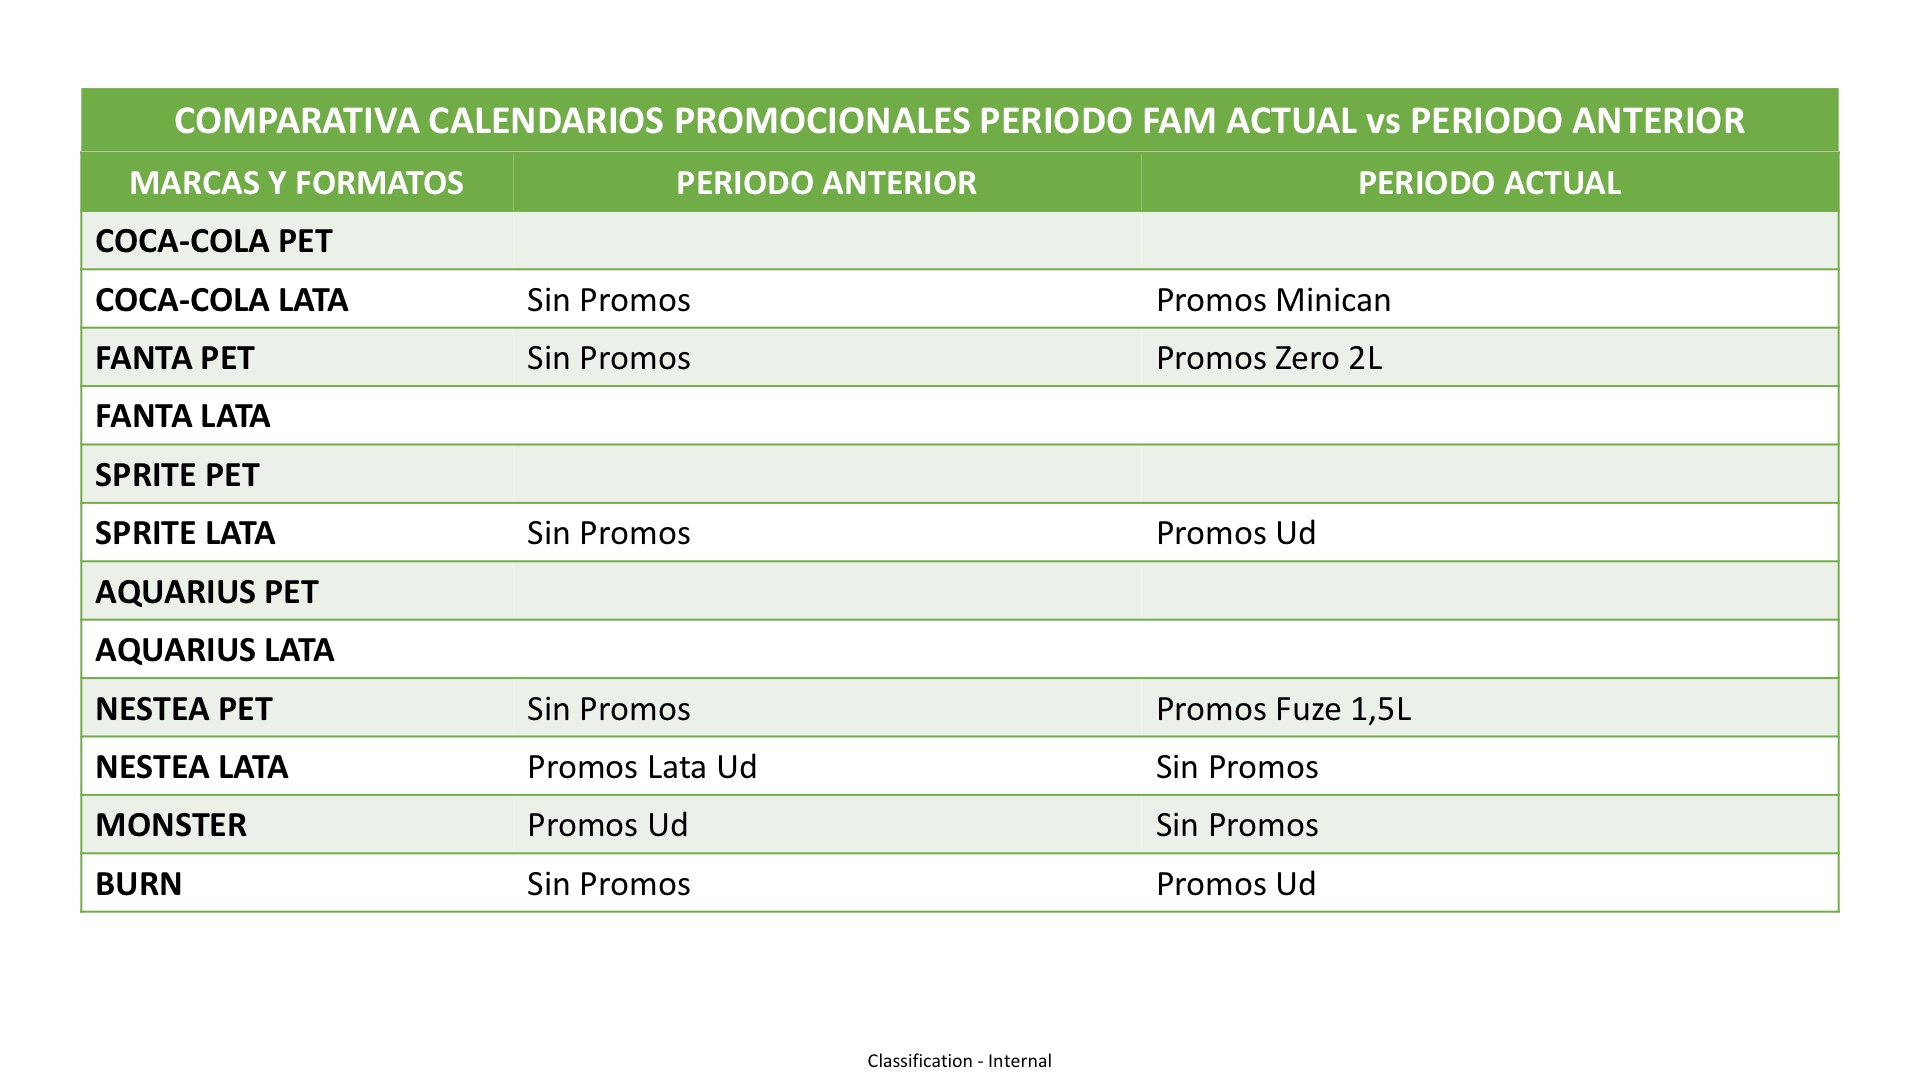 COMPARATIVA CALENDARIOS PROMOCIONALES PERIODO FAM ACTUAL vs PERIODO ANTERIOR
MARCAS Y FORMATOS PERIODO ANTERIOR PERIODO ACTUAL
COCA-COLA PET
COCA-COLA LATA Sin Promos Promos Minican
FANTA PET Sin Promos Promos Zero 2L
FANTA LATA
SPRITE PET
SPRITE LATA Sin Promos Promos Ud
AQUARIUS PET
AQUARIUS LATA
NESTEA PET Sin Promos Promos Fuze 1,5L
NESTEA LATA Promos Lata Ud Sin Promos
MONSTER Promos Ud Sin Promos
BURN Sin Promos Promos Ud
Classification - Internal